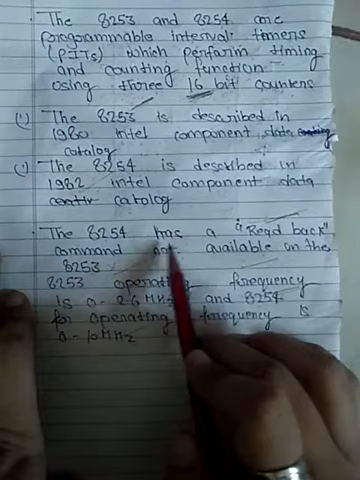 The 8253 and 8254 are
programmable interval timers
(PITs) which perform timing
and counting function
using three 16 bit counters
(i) The 8253 is described in
1980 Intel component data
catalog
(i) The 8254 is described in
1982 Intel component data
catalog
The 8254 has a "Read back"
command not available on the
8253
8253 operating frequency
is 0-2.6 MHz and 8254
for operating frequency is
0-10 MHz